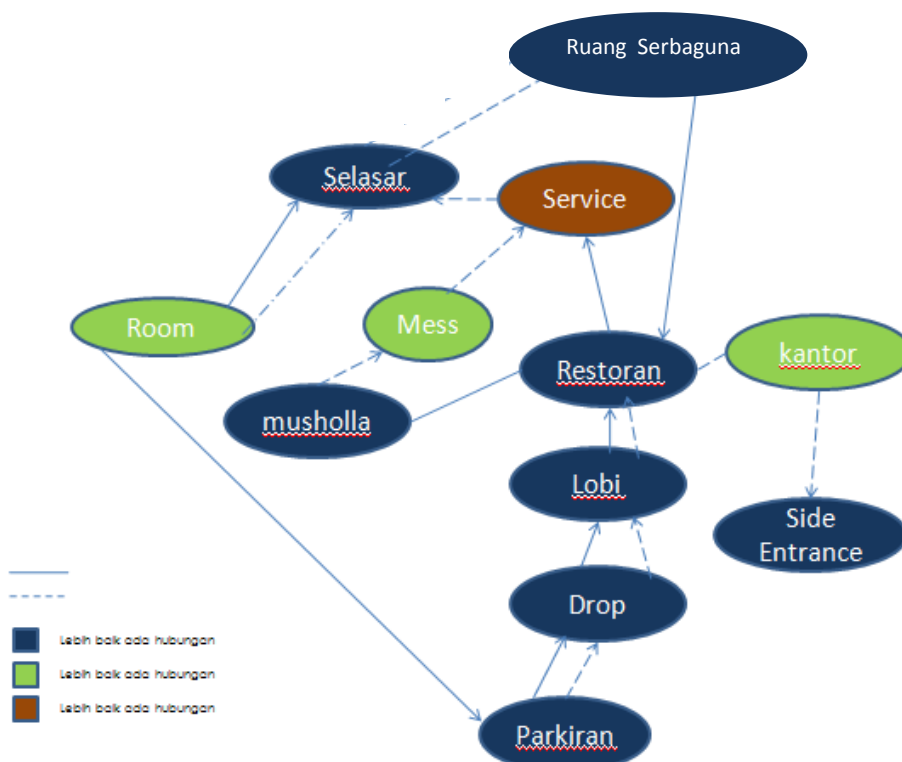 Ruang Serbaguna
Selasar
Service
Room
Mess
Restoran
kantor
musholla
Lobi
Side
Entrance
Drop
Lebih baik ada hubungan
Lebih baik ada hubungan
Lebih baik ada hubungan
Parkiran